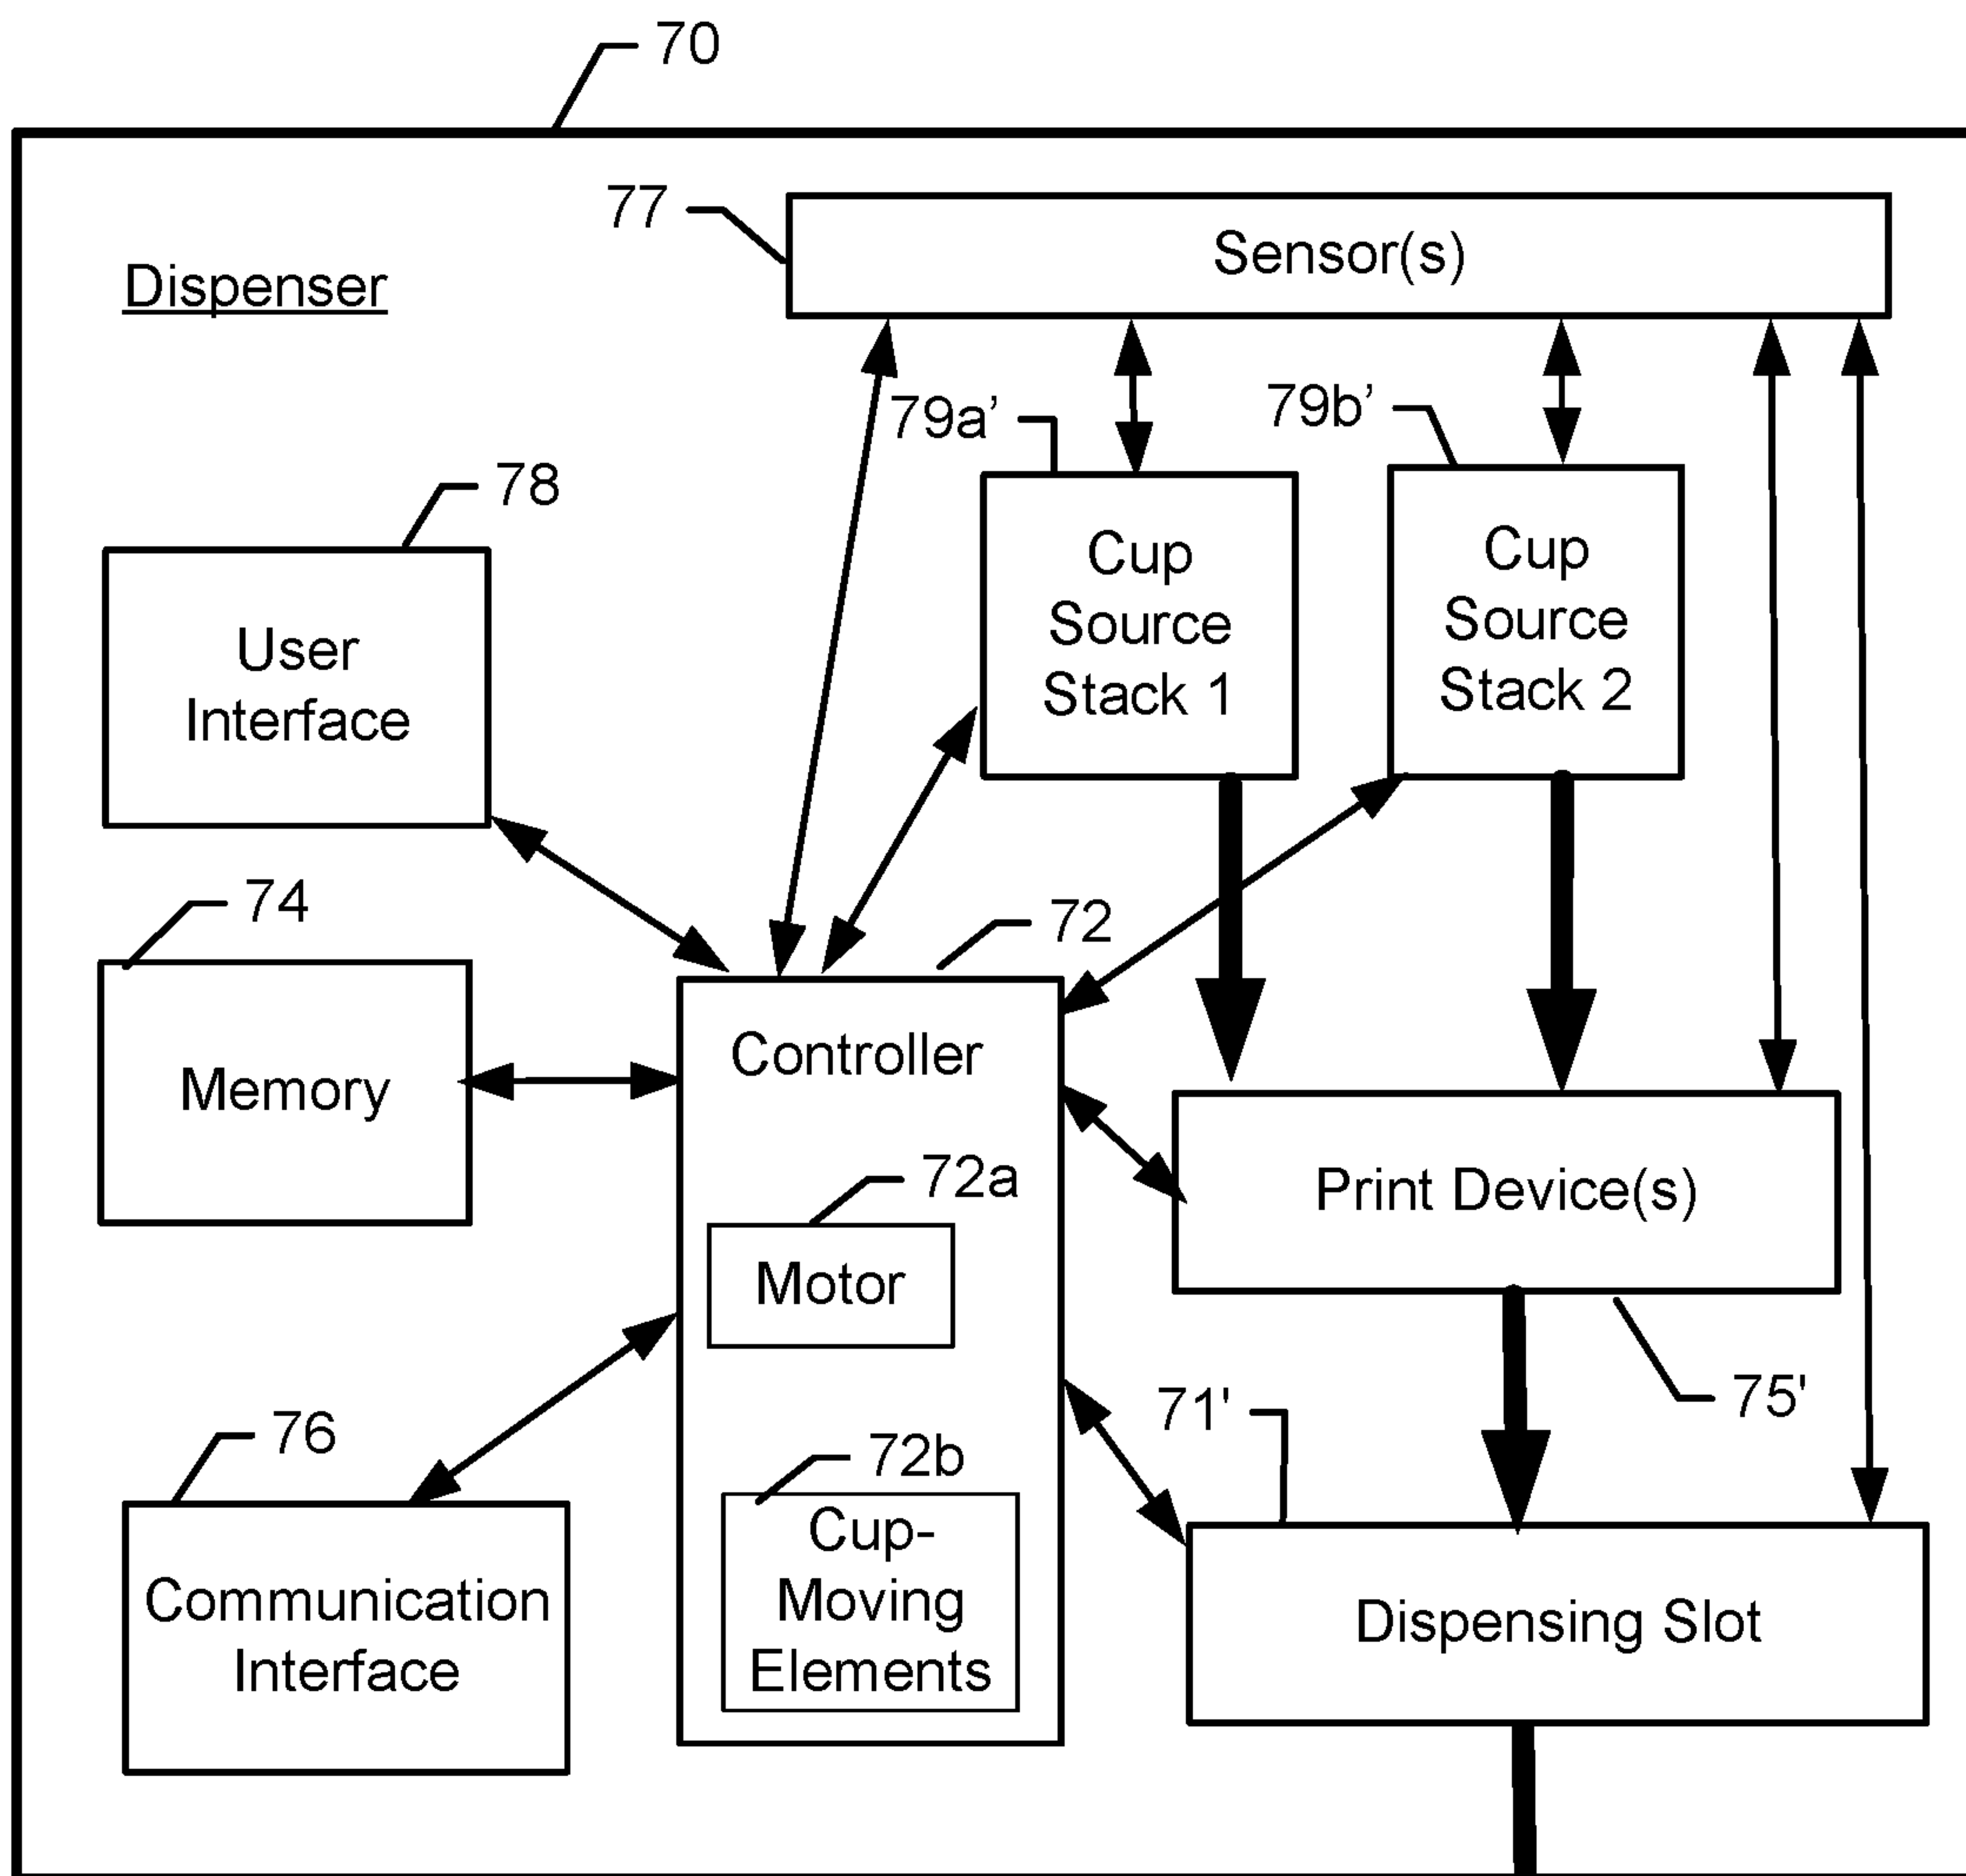 70
77
Sensor(s)
Dispenser
79a’
79b’
78
Cup
Source
Stack 1
Cup
Source
Stack 2
User
Interface
74
72
Memory
Controller
72a
Motor
Print Device(s)
75'
71'
76
72b
Cup-
Moving
Elements
Communication
Interface
Dispensing Slot